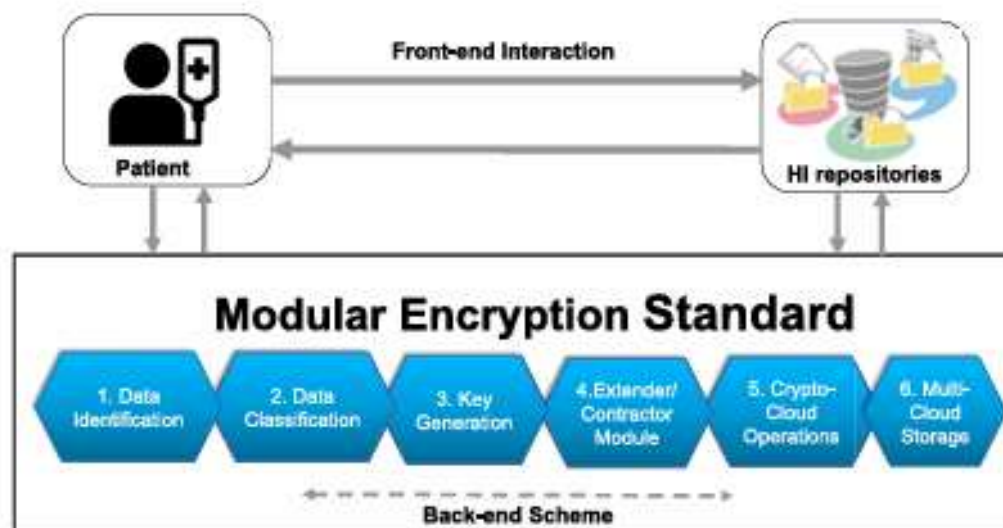 Front-end Interaction
Patient
HI repositories
Modular Encryption Standard
1. Data
Identification
2. Data
Classification
3. Key
Generation
4.Extender/
Contractor
Module
5. Crypto-
Cloud
Operations
6. Multi-
Cloud
Storage
Back-end Scheme